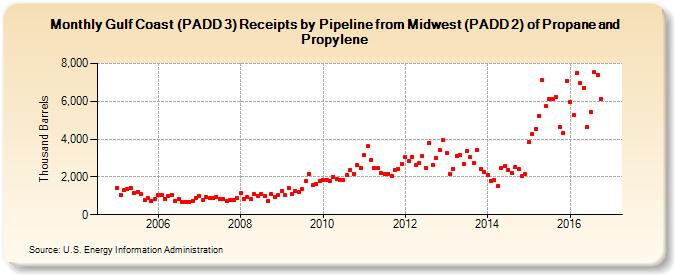 Monthly Gulf Coast (PADD 3) Receipts by Pipeline from Midwest (PADD 2) of Propane and
Propylene
Thousand Barrels
8,000
6,000
4,000
2,000
0
2006
2008
2010
2012
2014
2016
Source: U.S. Energy Information Administration